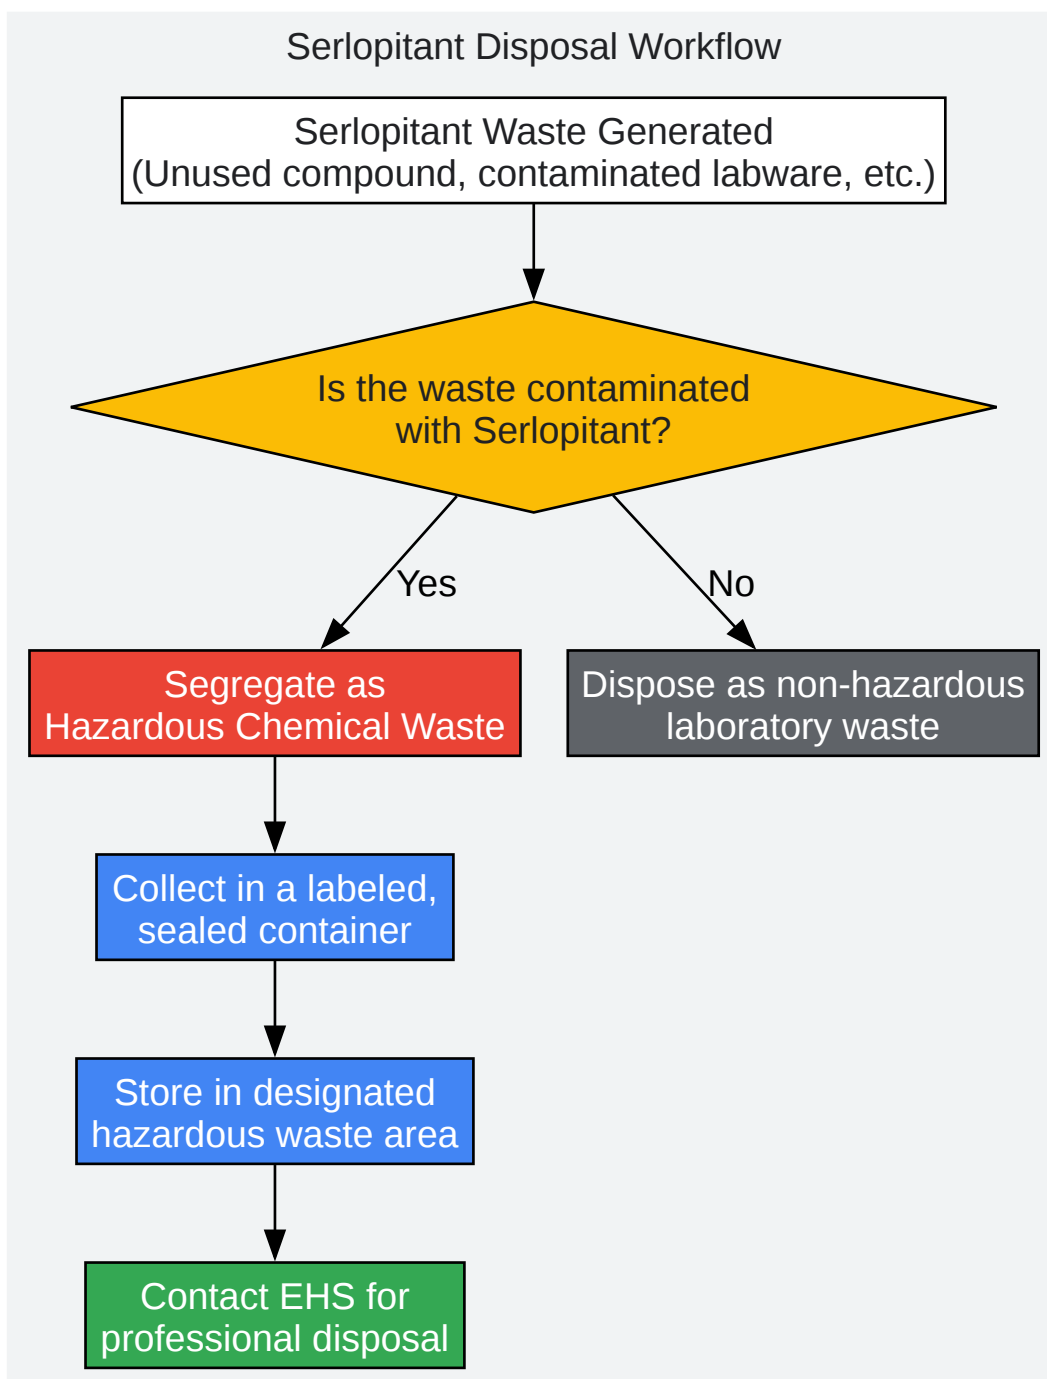 Serlopitant Disposal Workflow
Serlopitant Waste Generated
(Unused compound, contaminated labware, etc.)
Is the waste contaminated
with Serlopitant?
Yes
No
Segregate as
Hazardous Chemical Waste
Dispose as non-hazardous
laboratory waste
Collect in a labeled,
sealed container
Store in designated
hazardous waste area
Contact EHS for
professional disposal